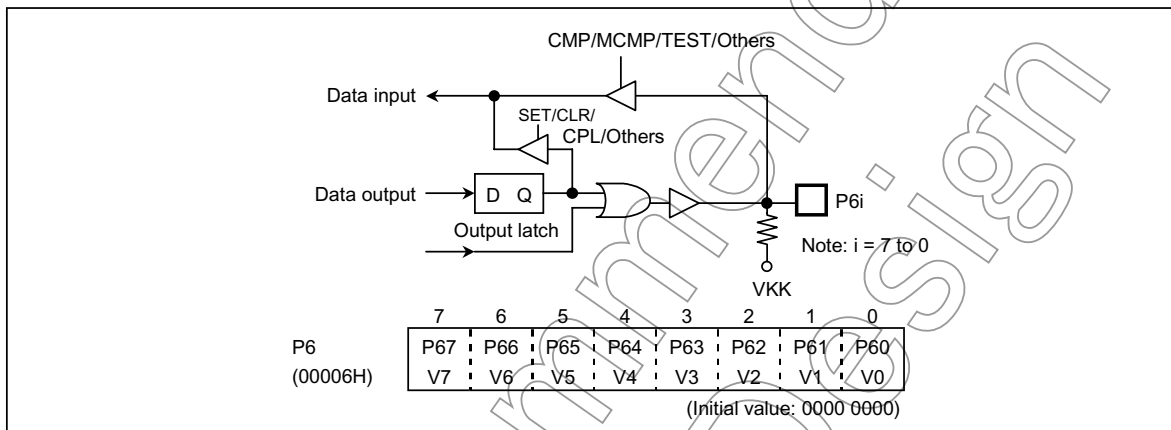 CMP/MCMP/TEST/Others
Data input
SET/CLR/
CPL/Others
Data output
D Q
P6i
Output latch
Note: i = 7 to 0
VKK
7 6 5 4 3 2 1 0
P6 P67 P66 P65 P64 P63 P62 P61 P60
(00006H) V7 V6 V5 V4 V3 V2 V1 V0
(Initial value: 0000 0000)